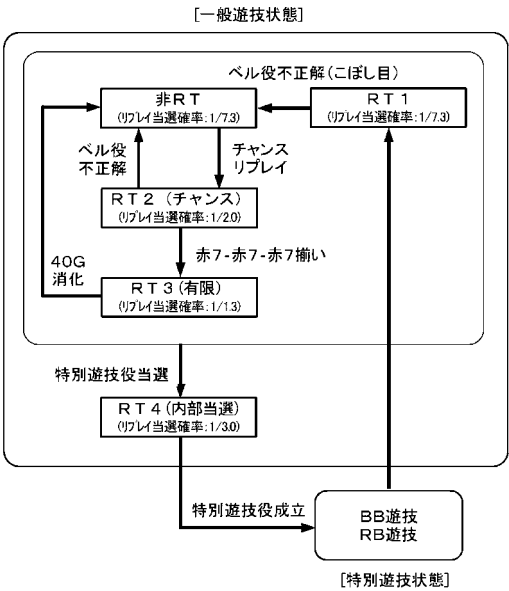 [一般遊技状態]
ベル役不正解(こぼし目)
非RT
(リプレイ当選確率:1/7.3)
RT1
(リプレイ当選確率:1/7.3)
ベル役
不正解
チャンス
リプレイ
RT2 (チャンス)
(リプレイ当選確率:1/2.0)
赤7-赤7-赤7揃い
40G
消化
RT3(有限)
(リプレイ当選確率:1/1.3)
特別遊技役当選
RT4(内部当選)
(リプレイ当選確率:1/3.0)
特別遊技役成立
BB遊技
RB遊技
[特別遊技状態]